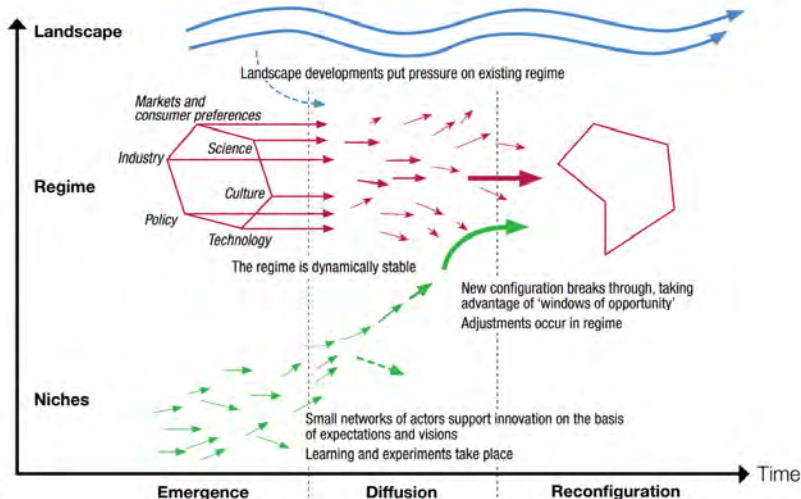 Landscape
Landscape developments put pressure on existing regime
Markets and
consumer preferences
Science
Industry
Regime
Culture
Policy
Technology
The regime is dynamically stable
New configuration breaks through, taking
advantage of ‘windows of opportunity’
Adjustments occur in regime
Niches
Small networks of actors support innovation on the basis
of expectations and visions
Learning and experiments take place
Time
Emergence
Diffusion
Reconfiguration